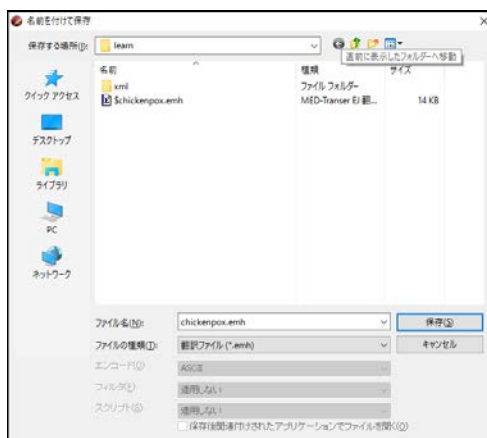 名前を付けて保存
保存する場所(I): learn
直前に表示したフォルダーへ移動
名前 種類 サイズ
xml ファイル フォルダー
$chickenpox.emh MED-Transer EJ 翻... 14 KB
クイック アクセス
デスクトップ
ライブラリ
PC
ネットワーク
ファイル名(N): chickenpox.emh 保存(S)
ファイルの種類(T): 翻訳ファイル (*.emh) キャンセル
エンコード(O) ASCII
フィルタ(F) 適用しない
スクリプト(S) 適用しない
保存後関連付けされたアプリケーションでファイルを開く(O)